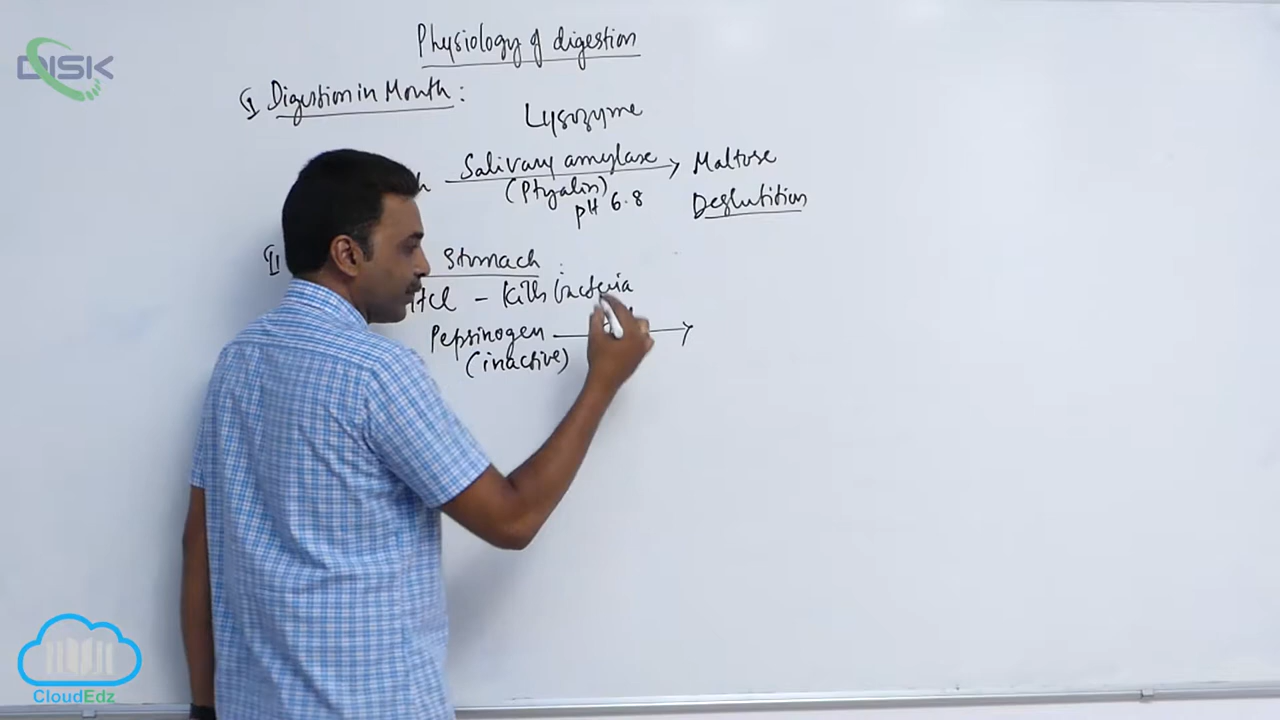 DISK
Physiology of digestion
Digestion in Mouth :
Lysozyme
Salivary amylase → Maltose
(Ptyalin)
pH 6.8
Deglutition
Stomach :
HCl - Kills bacteria
Pepsinogen →
(inactive)
CloudEdz